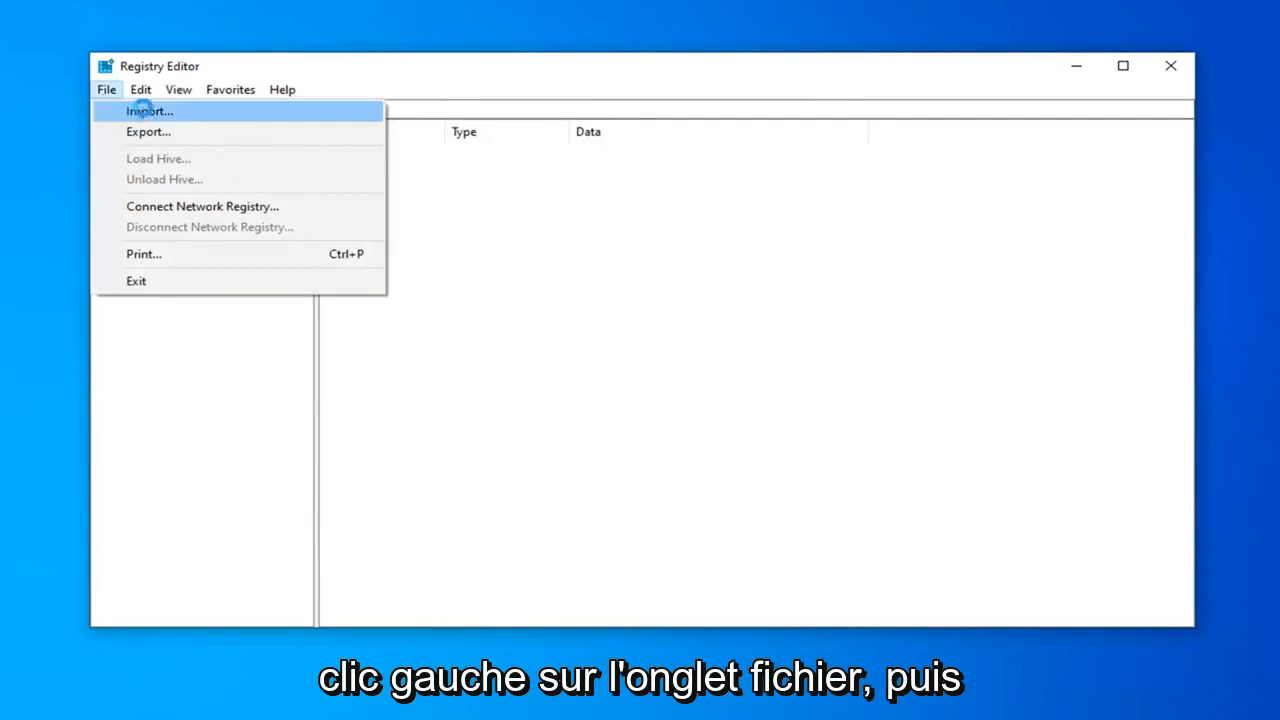 Registry Editor
File Edit View Favorites Help
Import...
Type Data
Export...
Load Hive...
Unload Hive...
Connect Network Registry...
Disconnect Network Registry...
Print... Ctrl+P
Exit
clic gauche sur l'onglet fichier, puis